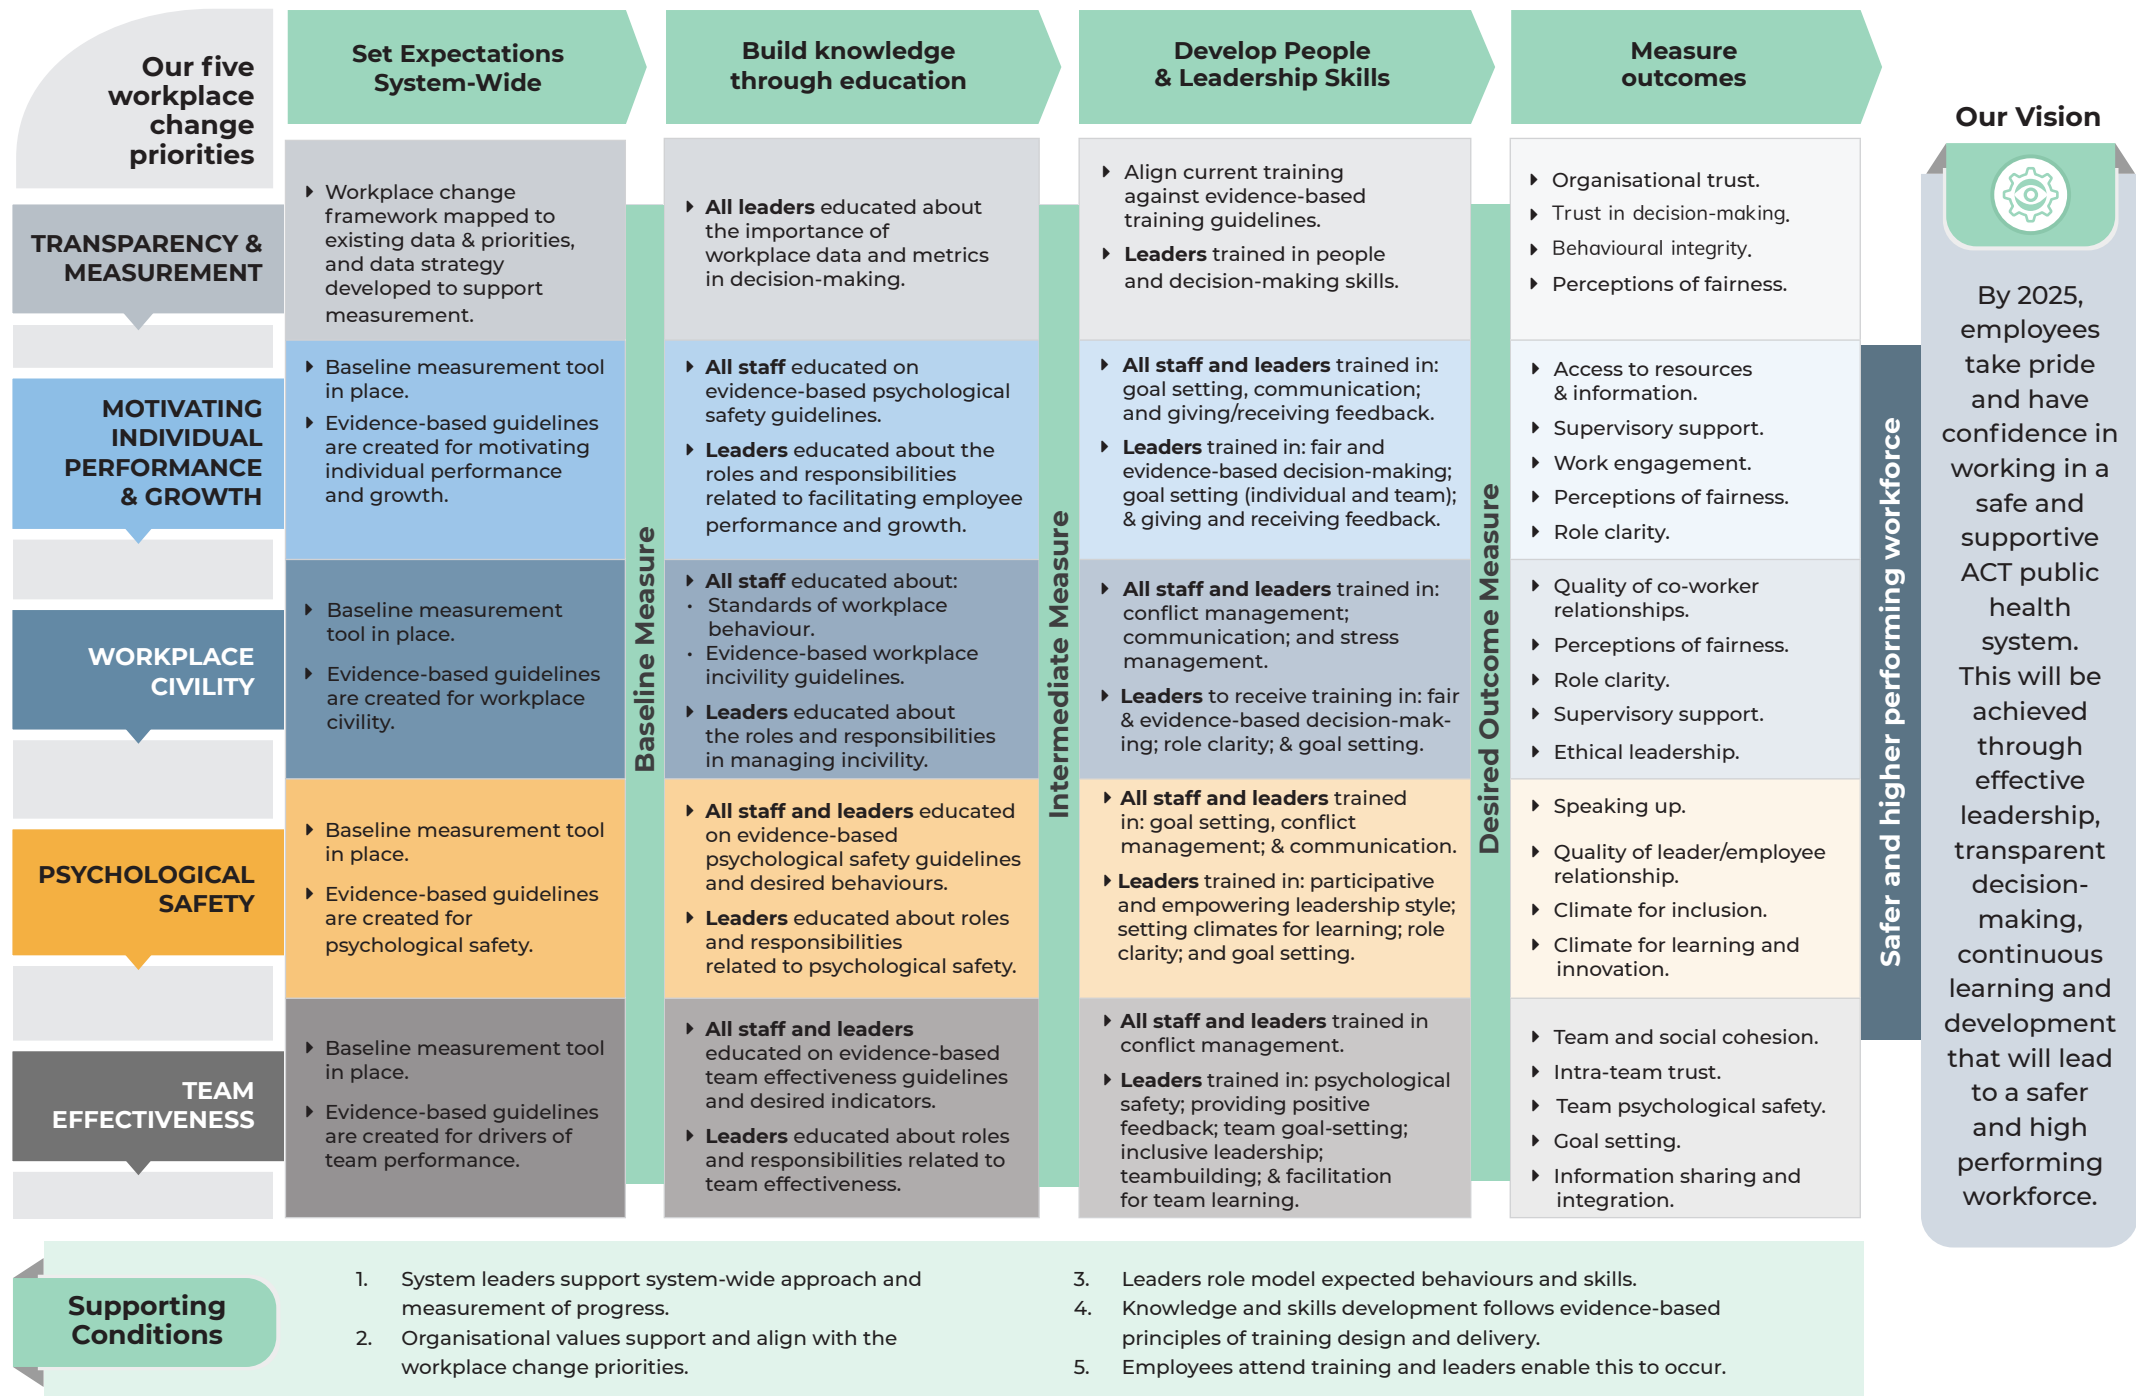 Our five
workplace
change
priorities
Set Expectations
System-Wide
Build knowledge
through education
Develop People
& Leadership Skills
Measure
outcomes
TRANSPARENCY &
MEASUREMENT
Workplace change
framework mapped to
existing data & priorities,
and data strategy
developed to support
measurement.
All leaders educated about
the importance of
workplace data and metrics
in decision-making.
Align current training
against evidence-based
training guidelines.
Leaders trained in people
and decision-making skills.
Organisational trust.
Trust in decision-making.
Behavioural integrity.
Perceptions of fairness.
MOTIVATING
INDIVIDUAL
PERFORMANCE
& GROWTH
Baseline measurement tool
in place.
Evidence-based guidelines
are created for motivating
individual performance
and growth.
All staff educated on
evidence-based psychological
safety guidelines.
Leaders educated about the
roles and responsibilities
related to facilitating employee
performance and growth.
All staff and leaders trained in:
goal setting, communication;
and giving/receiving feedback.
Leaders trained in: fair and
evidence-based decision-making;
goal setting (individual and team);
& giving and receiving feedback.
Access to resources
& information.
Supervisory support.
Work engagement.
Perceptions of fairness.
Role clarity.
WORKPLACE
CIVILITY
Baseline measurement
tool in place.
Evidence-based guidelines
are created for workplace
civility.
All staff educated about:
· Standards of workplace
behaviour.
· Evidence-based workplace
incivility guidelines.
Leaders educated about
the roles and responsibilities
in managing incivility.
All staff and leaders trained in:
conflict management;
communication; and stress
management.
Leaders to receive training in: fair
& evidence-based decision-mak-
ing; role clarity; & goal setting.
Quality of co-worker
relationships.
Perceptions of fairness.
Role clarity.
Supervisory support.
Ethical leadership.
PSYCHOLOGICAL
SAFETY
Baseline measurement tool
in place.
Evidence-based guidelines
are created for
psychological safety.
All staff and leaders educated
on evidence-based
psychological safety guidelines
and desired behaviours.
Leaders educated about roles
and responsibilities
related to psychological safety.
All staff and leaders trained
in: goal setting, conflict
management; & communication.
Leaders trained in: participative
and empowering leadership style;
setting climates for learning; role
clarity; and goal setting.
Speaking up.
Quality of leader/employee
relationship.
Climate for inclusion.
Climate for learning and
innovation.
TEAM
EFFECTIVENESS
Baseline measurement tool
in place.
Evidence-based guidelines
are created for drivers of
team performance.
All staff and leaders
educated on evidence-based
team effectiveness guidelines
and desired indicators.
Leaders educated about roles
and responsibilities related to
team effectiveness.
All staff and leaders trained in
conflict management.
Leaders trained in: psychological
safety; providing positive
feedback; team goal-setting;
inclusive leadership;
teambuilding; & facilitation
for team learning.
Team and social cohesion.
Intra-team trust.
Team psychological safety.
Goal setting.
Information sharing and
integration.
Baseline Measure
Intermediate Measure
Desired Outcome Measure
Safer and higher performing workforce
Our Vision
By 2025,
employees
take pride
and have
confidence in
working in a
safe and
supportive
ACT public
health
system.
This will be
achieved
through
effective
leadership,
transparent
decision-
making,
continuous
learning and
development
that will lead
to a safer
and high
performing
workforce.
Supporting
Conditions
1. System leaders support system-wide approach and
measurement of progress.
2. Organisational values support and align with the
workplace change priorities.
3. Leaders role model expected behaviours and skills.
4. Knowledge and skills development follows evidence-based
principles of training design and delivery.
5. Employees attend training and leaders enable this to occur.